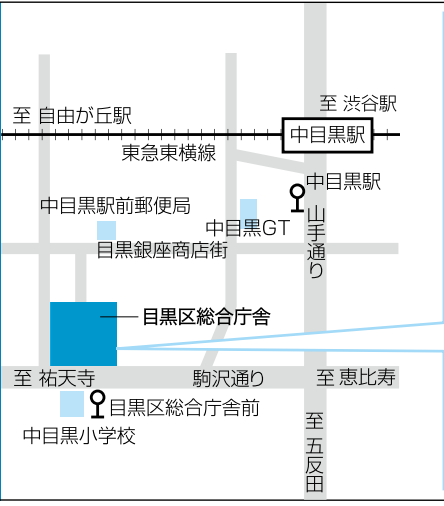 至 渋谷駅
至 自由が丘駅
中目黒駅
東急東横線
中目黒駅
中目黒駅前郵便局
山手通り
中目黒GT
目黒銀座商店街
目黒区総合庁舎
至 祐天寺
駒沢通り
至 恵比寿
目黒区総合庁舎前
中目黒小学校
至 五反田